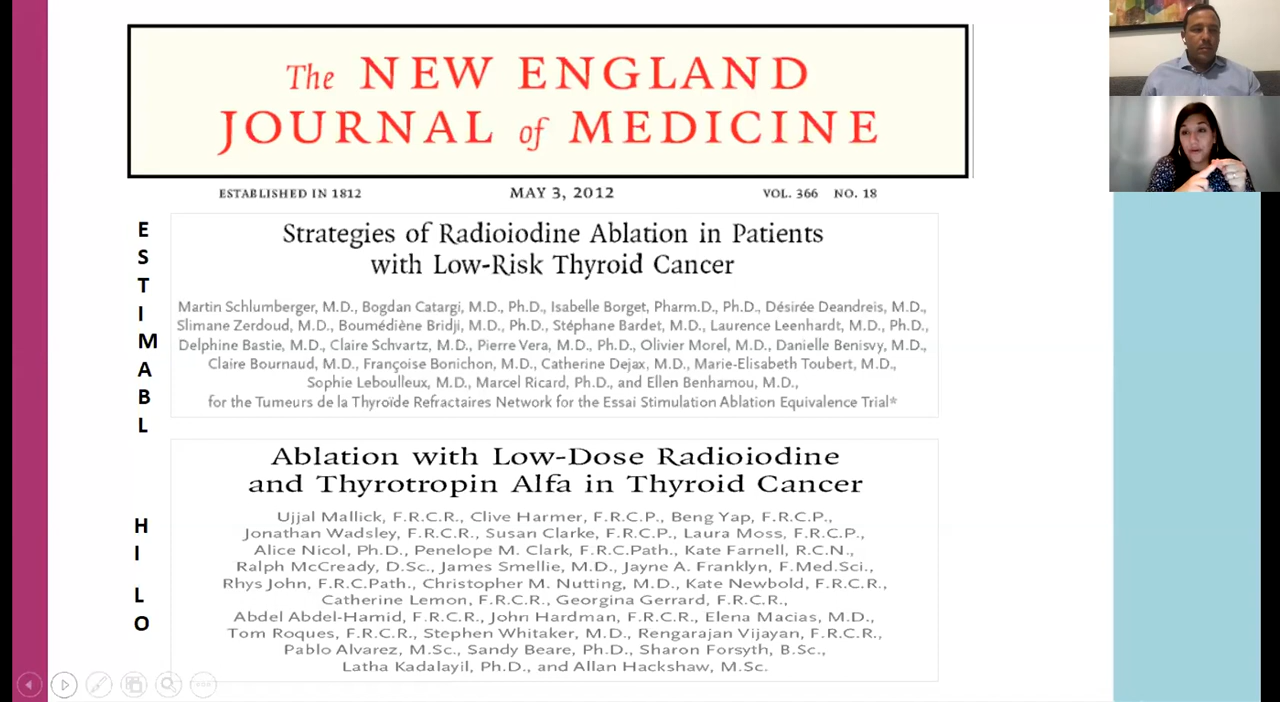 The NEW ENGLAND
JOURNAL of MEDICINE
ESTABLISHED IN 1812 MAY 3, 2012 VOL. 366 NO. 18
ESTIMABL
Strategies of Radioiodine Ablation in Patients
with Low-Risk Thyroid Cancer
Martin Schlumberger, M.D., Bogdan Catargi, M.D., Ph.D., Isabelle Borget, Pharm.D., Ph.D., Désirée Deandreis, M.D.,
Slimane Zerdoud, M.D., Boumédiène Bridji, M.D., Ph.D., Stéphane Bardet, M.D., Laurence Leenhardt, M.D., Ph.D.,
Delphine Bastie, M.D., Claire Schvartz, M.D., Pierre Vera, M.D., Ph.D., Olivier Morel, M.D., Danielle Benisvy, M.D.,
Claire Bournaud, M.D., Françoise Bonichon, M.D., Catherine Dejax, M.D., Marie-Elisabeth Toubert, M.D.,
Sophie Leboulleux, M.D., Marcel Ricard, Ph.D., and Ellen Benhamou, M.D.,
for the Tumeurs de la Thyroïde Refractaires Network for the Essai Stimulation Ablation Equivalence Trial*
HI LO
Ablation with Low-Dose Radioiodine
and Thyrotropin Alfa in Thyroid Cancer
Ujjal Mallick, F.R.C.R., Clive Harmer, F.R.C.P., Beng Yap, F.R.C.P.,
Jonathan Wadsley, F.R.C.R., Susan Clarke, F.R.C.P., Laura Moss, F.R.C.P.,
Alice Nicol, Ph.D., Penelope M. Clark, F.R.C.Path., Kate Farnell, R.C.N.,
Ralph McCready, D.Sc., James Smellie, M.D., Jayne A. Franklyn, F.Med.Sci.,
Rhys John, F.R.C.Path., Christopher M. Nutting, M.D., Kate Newbold, F.R.C.R.,
Catherine Lemon, F.R.C.R., Georgina Gerrard, F.R.C.R.,
Abdel Abdel-Hamid, F.R.C.R., John Hardman, F.R.C.R., Elena Macias, M.D.,
Tom Roques, F.R.C.R., Stephen Whitaker, M.D., Rengarajan Vijayan, F.R.C.R.,
Pablo Alvarez, M.Sc., Sandy Beare, Ph.D., Sharon Forsyth, B.Sc.,
Latha Kadalayil, Ph.D., and Allan Hackshaw, M.Sc.